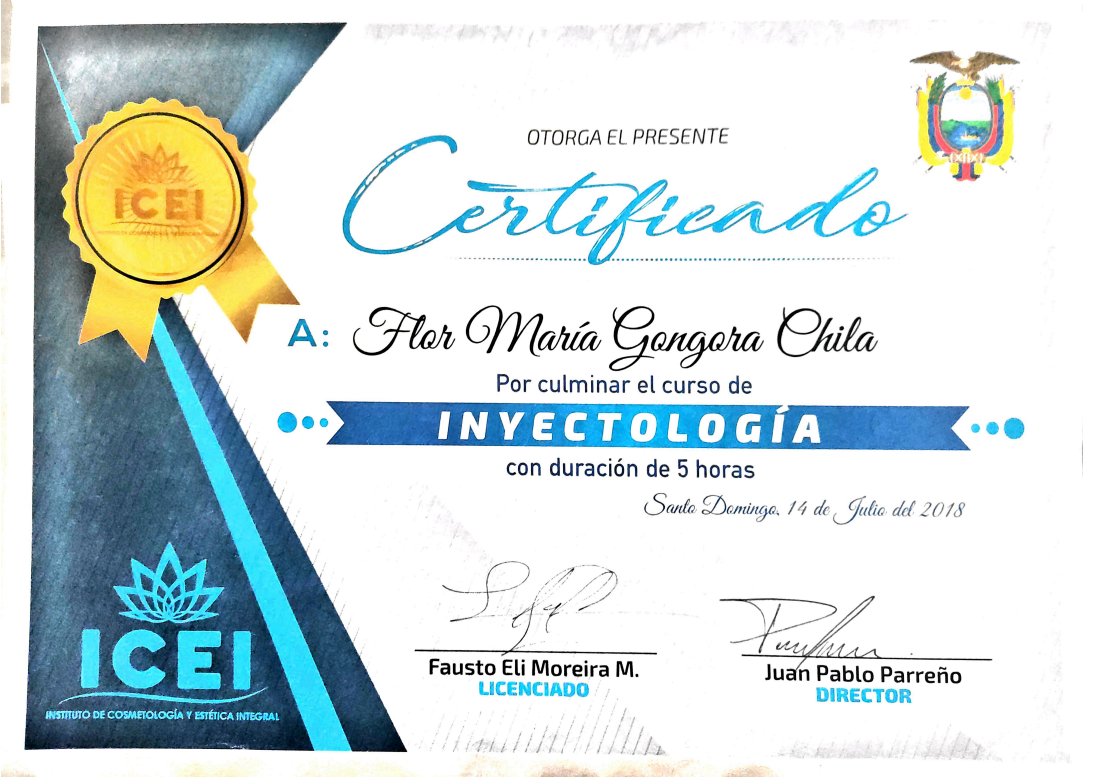 OTORGA EL PRESENTE
Certificado
ICEI
A: Flor María Gongora Chila
Por culminar el curso de
INYECTOLOGÍA
con duración de 5 horas
Santo Domingo, 14 de Julio del 2018
Fausto Eli Moreira M.
LICENCIADO
Juan Pablo Parreño
DIRECTOR
ICEI
INSTITUTO DE COSMETOLOGÍA Y ESTÉTICA INTEGRAL